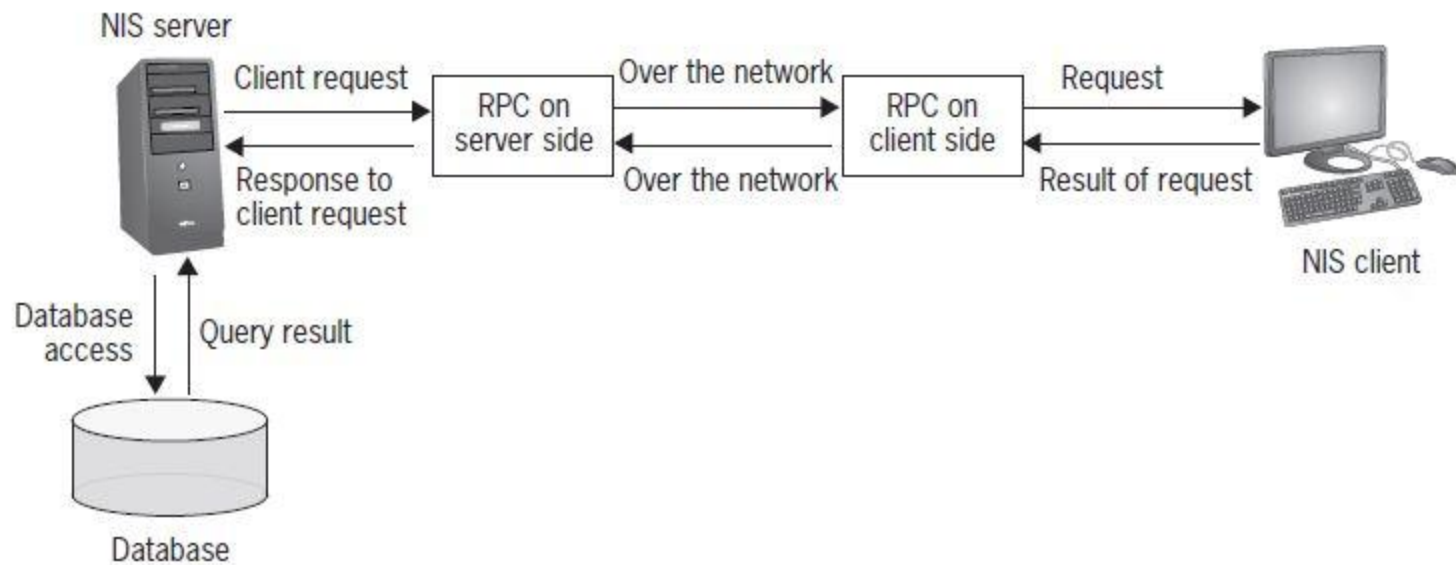 NIS server
Client request
Response to
client request
RPC on
server side
Over the network
Over the network
RPC on
client side
Request
Result of request
NIS client
Database
access
Query result
Database